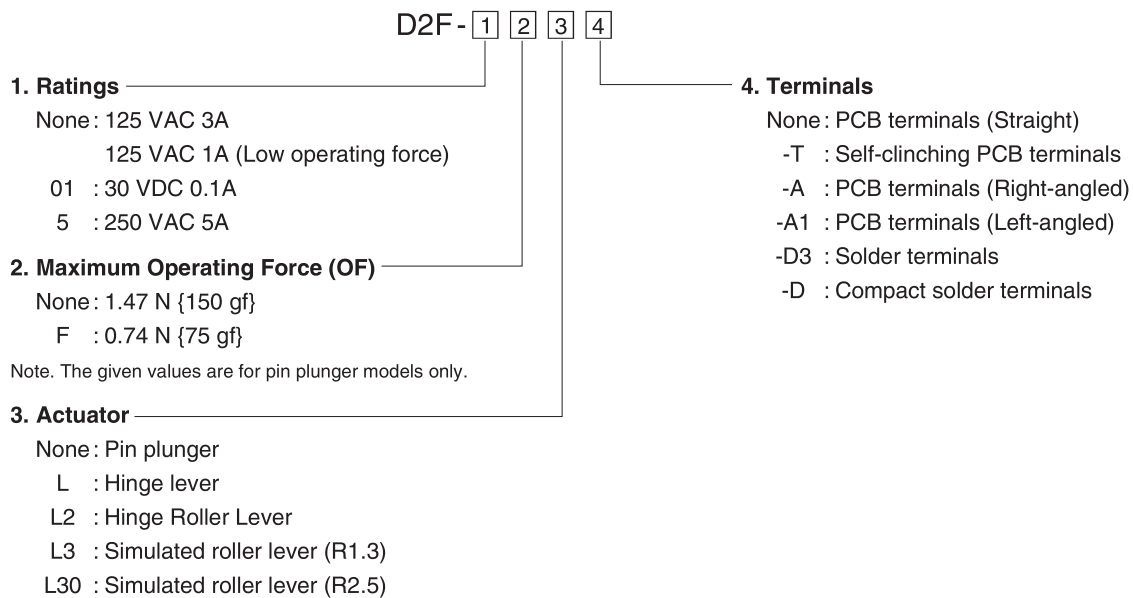 D2F-1 2 3 4
1. Ratings
None: 125 VAC 3A
125 VAC 1A (Low operating force)
01 : 30 VDC 0.1A
5 : 250 VAC 5A
2. Maximum Operating Force (OF)
None: 1.47 N {150 gf}
F : 0.74 N {75 gf}
Note. The given values are for pin plunger models only.
3. Actuator
None: Pin plunger
L : Hinge lever
L2 : Hinge Roller Lever
L3 : Simulated roller lever (R1.3)
L30 : Simulated roller lever (R2.5)
4. Terminals
None: PCB terminals (Straight)
-T : Self-clinching PCB terminals
-A : PCB terminals (Right-angled)
-A1 : PCB terminals (Left-angled)
-D3 : Solder terminals
-D : Compact solder terminals